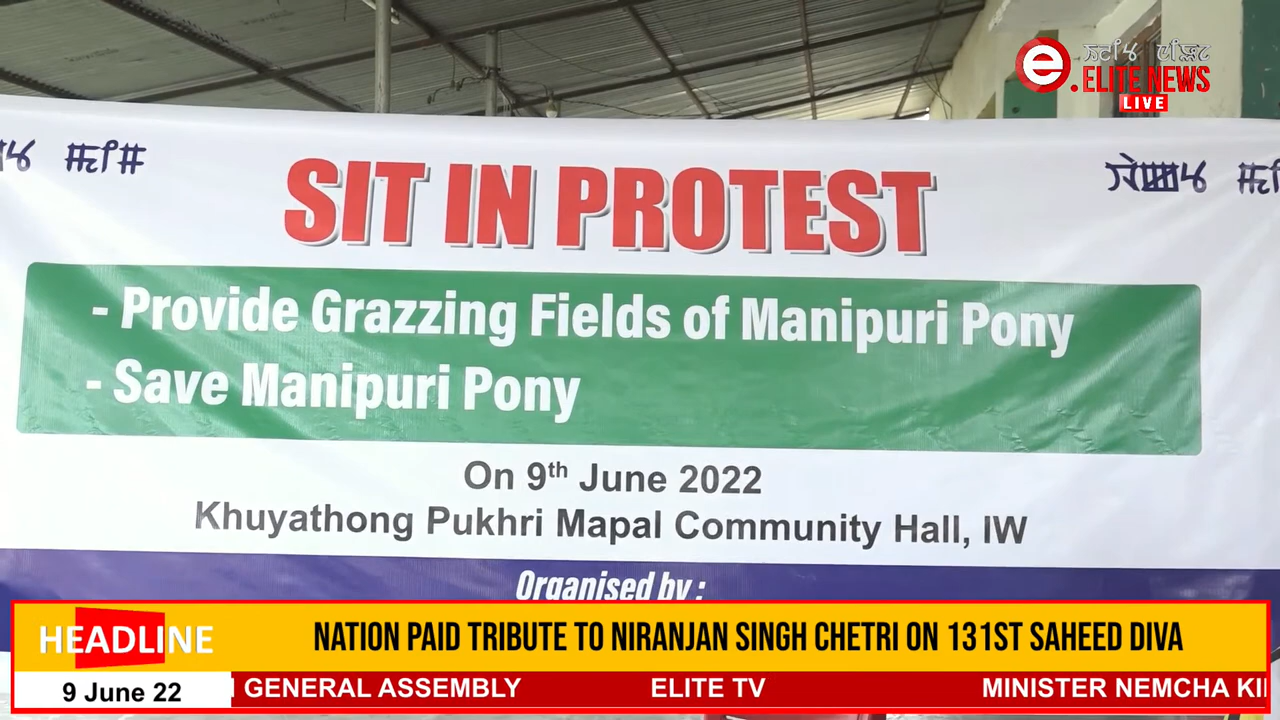 SIT IN PROTEST
- Provide Grazzing Fields of Manipuri Pony
- Save Manipuri Pony
On 9th June 2022
Khuyathong Pukhri Mapal Community Hall, IW
Organised by :
e. ELITE NEWS
LIVE
HEADLINE
NATION PAID TRIBUTE TO NIRANJAN SINGH CHETRI ON 131ST SAHEED DIVA
9 June 22
GENERAL ASSEMBLY ELITE TV MINISTER NEMCHA